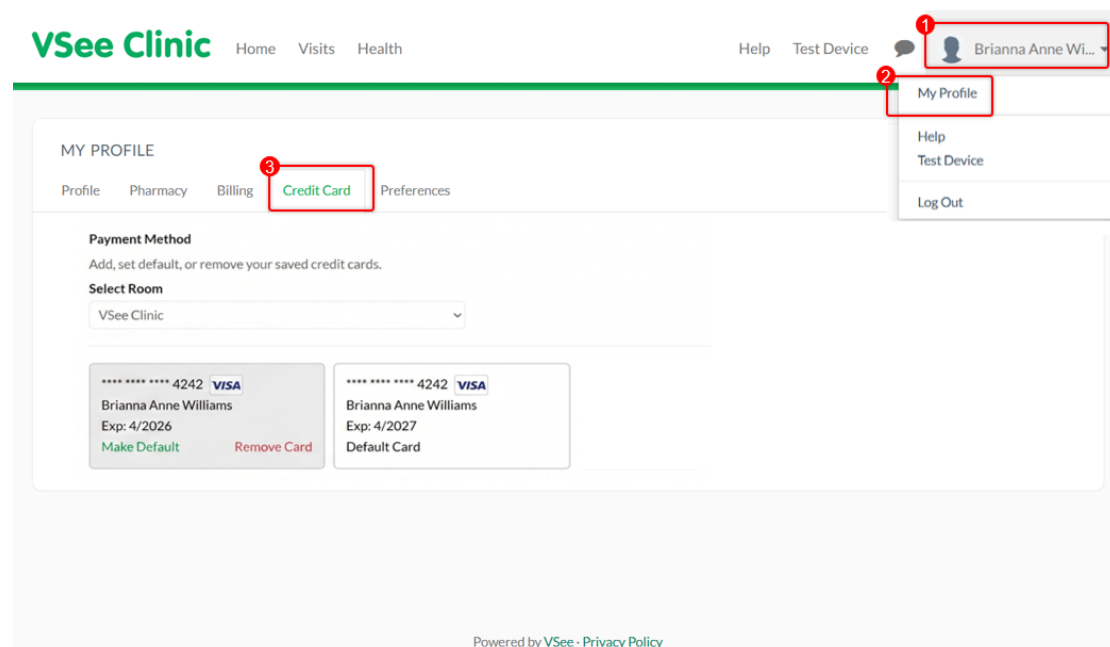 1
VSee Clinic Home Visits Health Help Test Device Brianna Anne Wi...
2
My Profile
Help
Test Device
Log Out
MY PROFILE
3
Profile Pharmacy Billing Credit Card Preferences
Payment Method
Add, set default, or remove your saved credit cards.
Select Room
VSee Clinic
**** **** **** 4242 VISA
Brianna Anne Williams
Exp: 4/2026
Make Default Remove Card
**** **** **** 4242 VISA
Brianna Anne Williams
Exp: 4/2027
Default Card
Powered by VSee · Privacy Policy